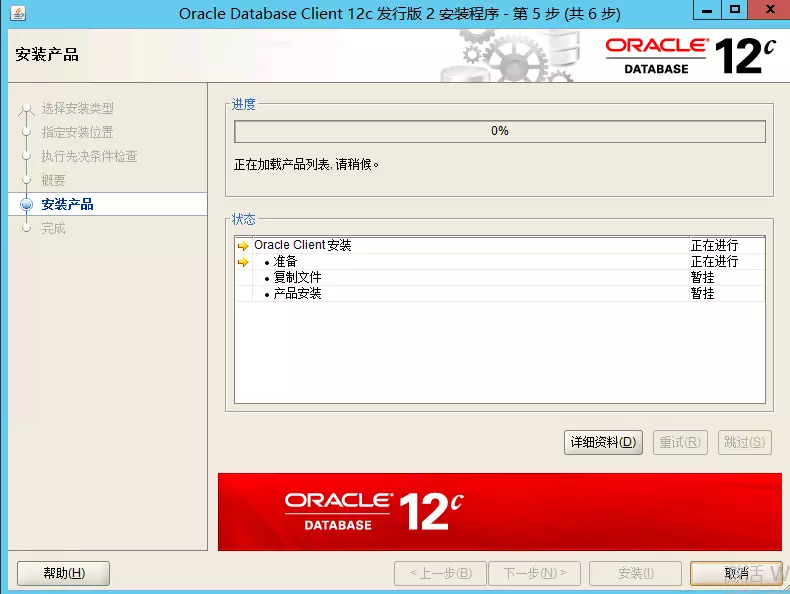 Oracle Database Client 12c 发行版 2 安装程序 - 第 5 步 (共 6 步)
安装产品
ORACLE DATABASE 12c
选择安装类型
指定安装位置
执行先决条件检查
概要
安装产品
完成
进度
0%
正在加载产品列表, 请稍候。
状态
Oracle Client 安装 正在进行
• 准备 正在进行
• 复制文件 暂挂
• 产品安装 暂挂
详细资料(D) 重试(R) 跳过(S)
ORACLE DATABASE 12c
帮助(H) <上一步(B) 下一步(N)> 安装(I) 取消
激活 W